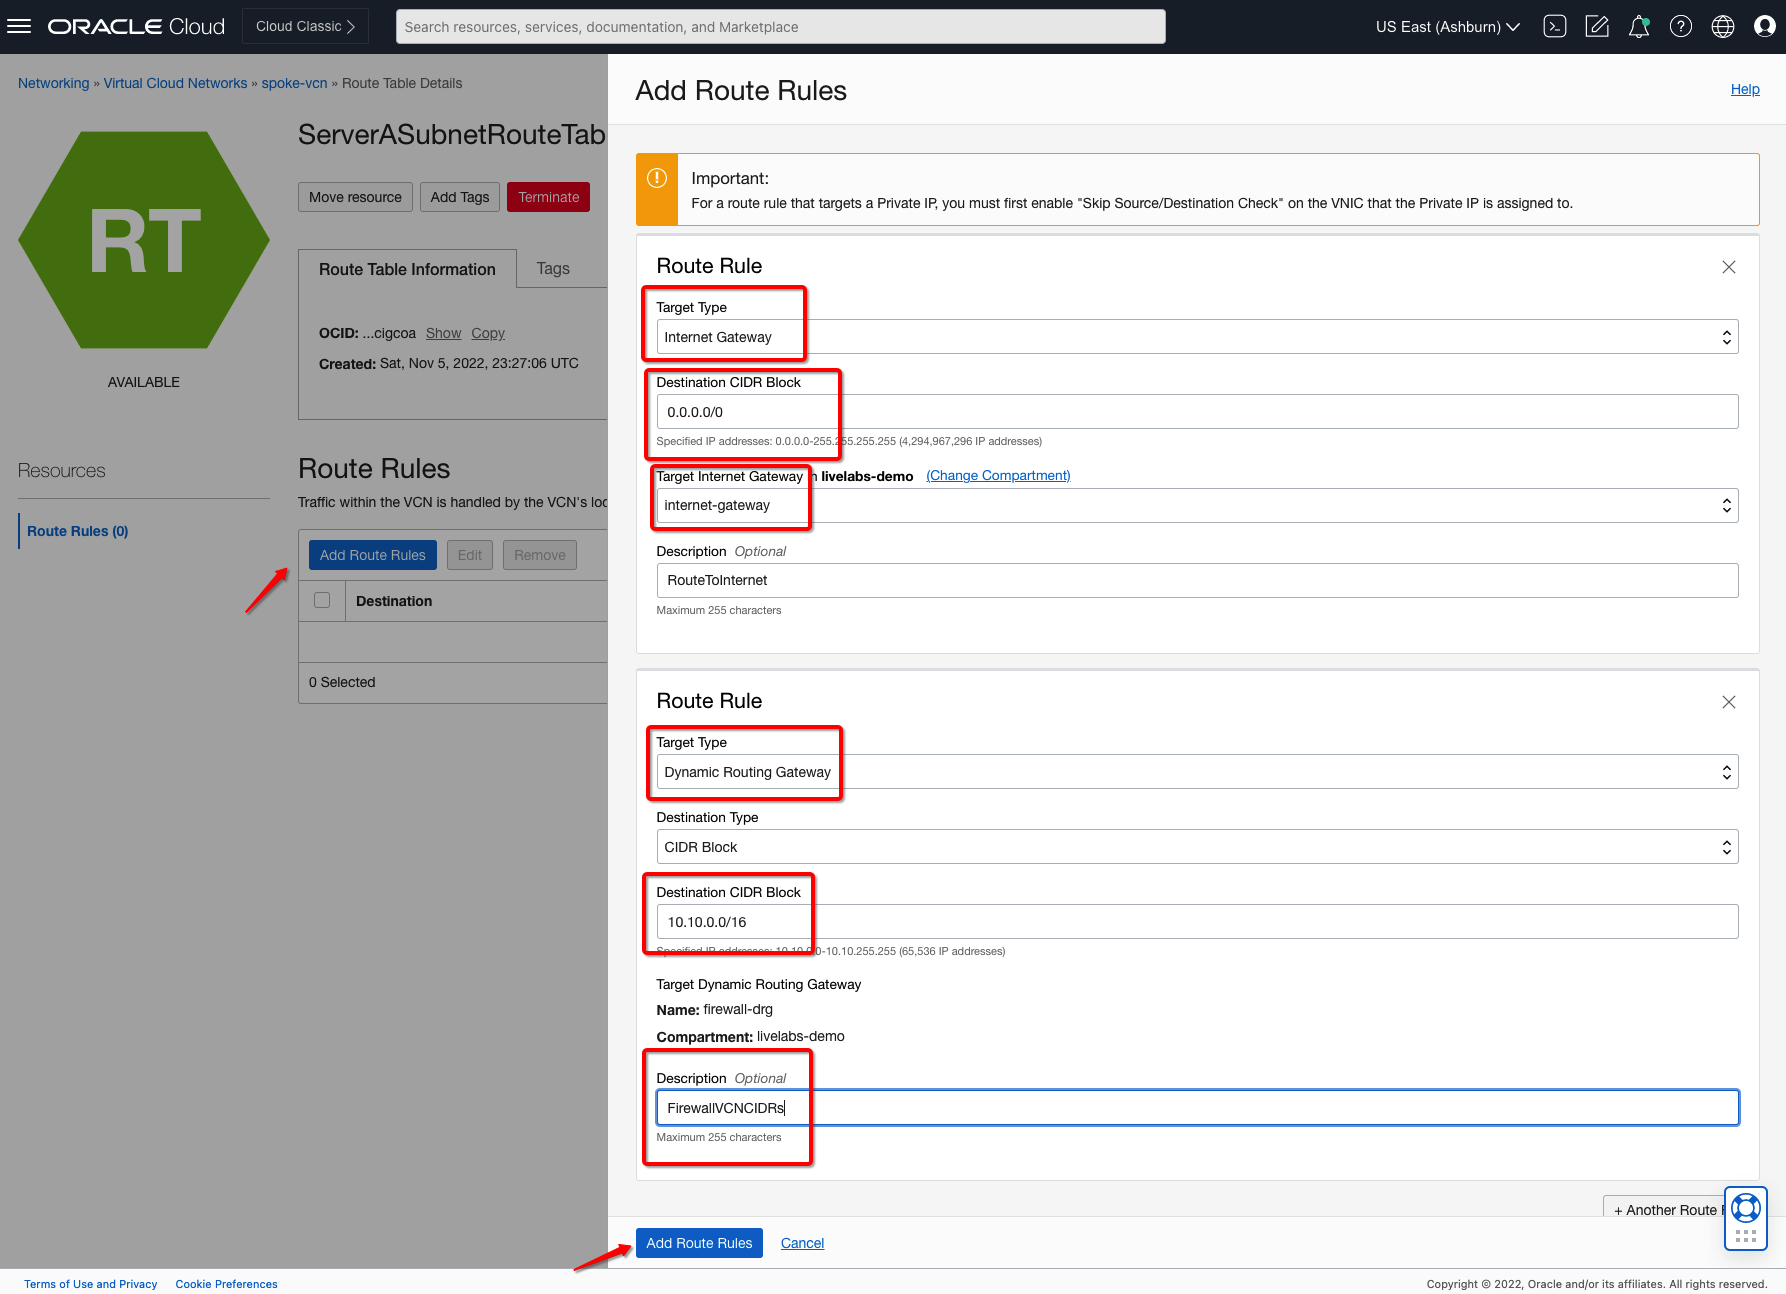 ORACLE Cloud
Cloud Classic
Search resources, services, documentation, and Marketplace
US East (Ashburn)
Networking » Virtual Cloud Networks » spoke-vcn » Route Table Details
RT
AVAILABLE
ServerASubnetRouteTab
Move resource
Add Tags
Terminate
Route Table Information
Tags
OCID: ...cigcoa Show Copy
Created: Sat, Nov 5, 2022, 23:27:06 UTC
Resources
Route Rules (0)
Route Rules
Traffic within the VCN is handled by the VCN's loc
Add Route Rules
Edit
Remove
Destination
0 Selected
Add Route Rules
Help
Important:
For a route rule that targets a Private IP, you must first enable "Skip Source/Destination Check" on the VNIC that the Private IP is assigned to.
Route Rule
Target Type
Internet Gateway
Destination CIDR Block
0.0.0.0/0
Specified IP addresses: 0.0.0.0-255.255.255.255 (4,294,967,296 IP addresses)
Target Internet Gateway livelabs-demo (Change Compartment)
internet-gateway
Description Optional
RouteToInternet
Maximum 255 characters
Route Rule
Target Type
Dynamic Routing Gateway
Destination Type
CIDR Block
Destination CIDR Block
10.10.0.0/16
Specified IP addresses: 10.10.0.0-10.10.255.255 (65,536 IP addresses)
Target Dynamic Routing Gateway
Name: firewall-drg
Compartment: livelabs-demo
Description Optional
FirewallVCNCIDRs
Maximum 255 characters
+ Another Route
Add Route Rules
Cancel
Terms of Use and Privacy
Cookie Preferences
Copyright © 2022, Oracle and/or its affiliates. All rights reserved.